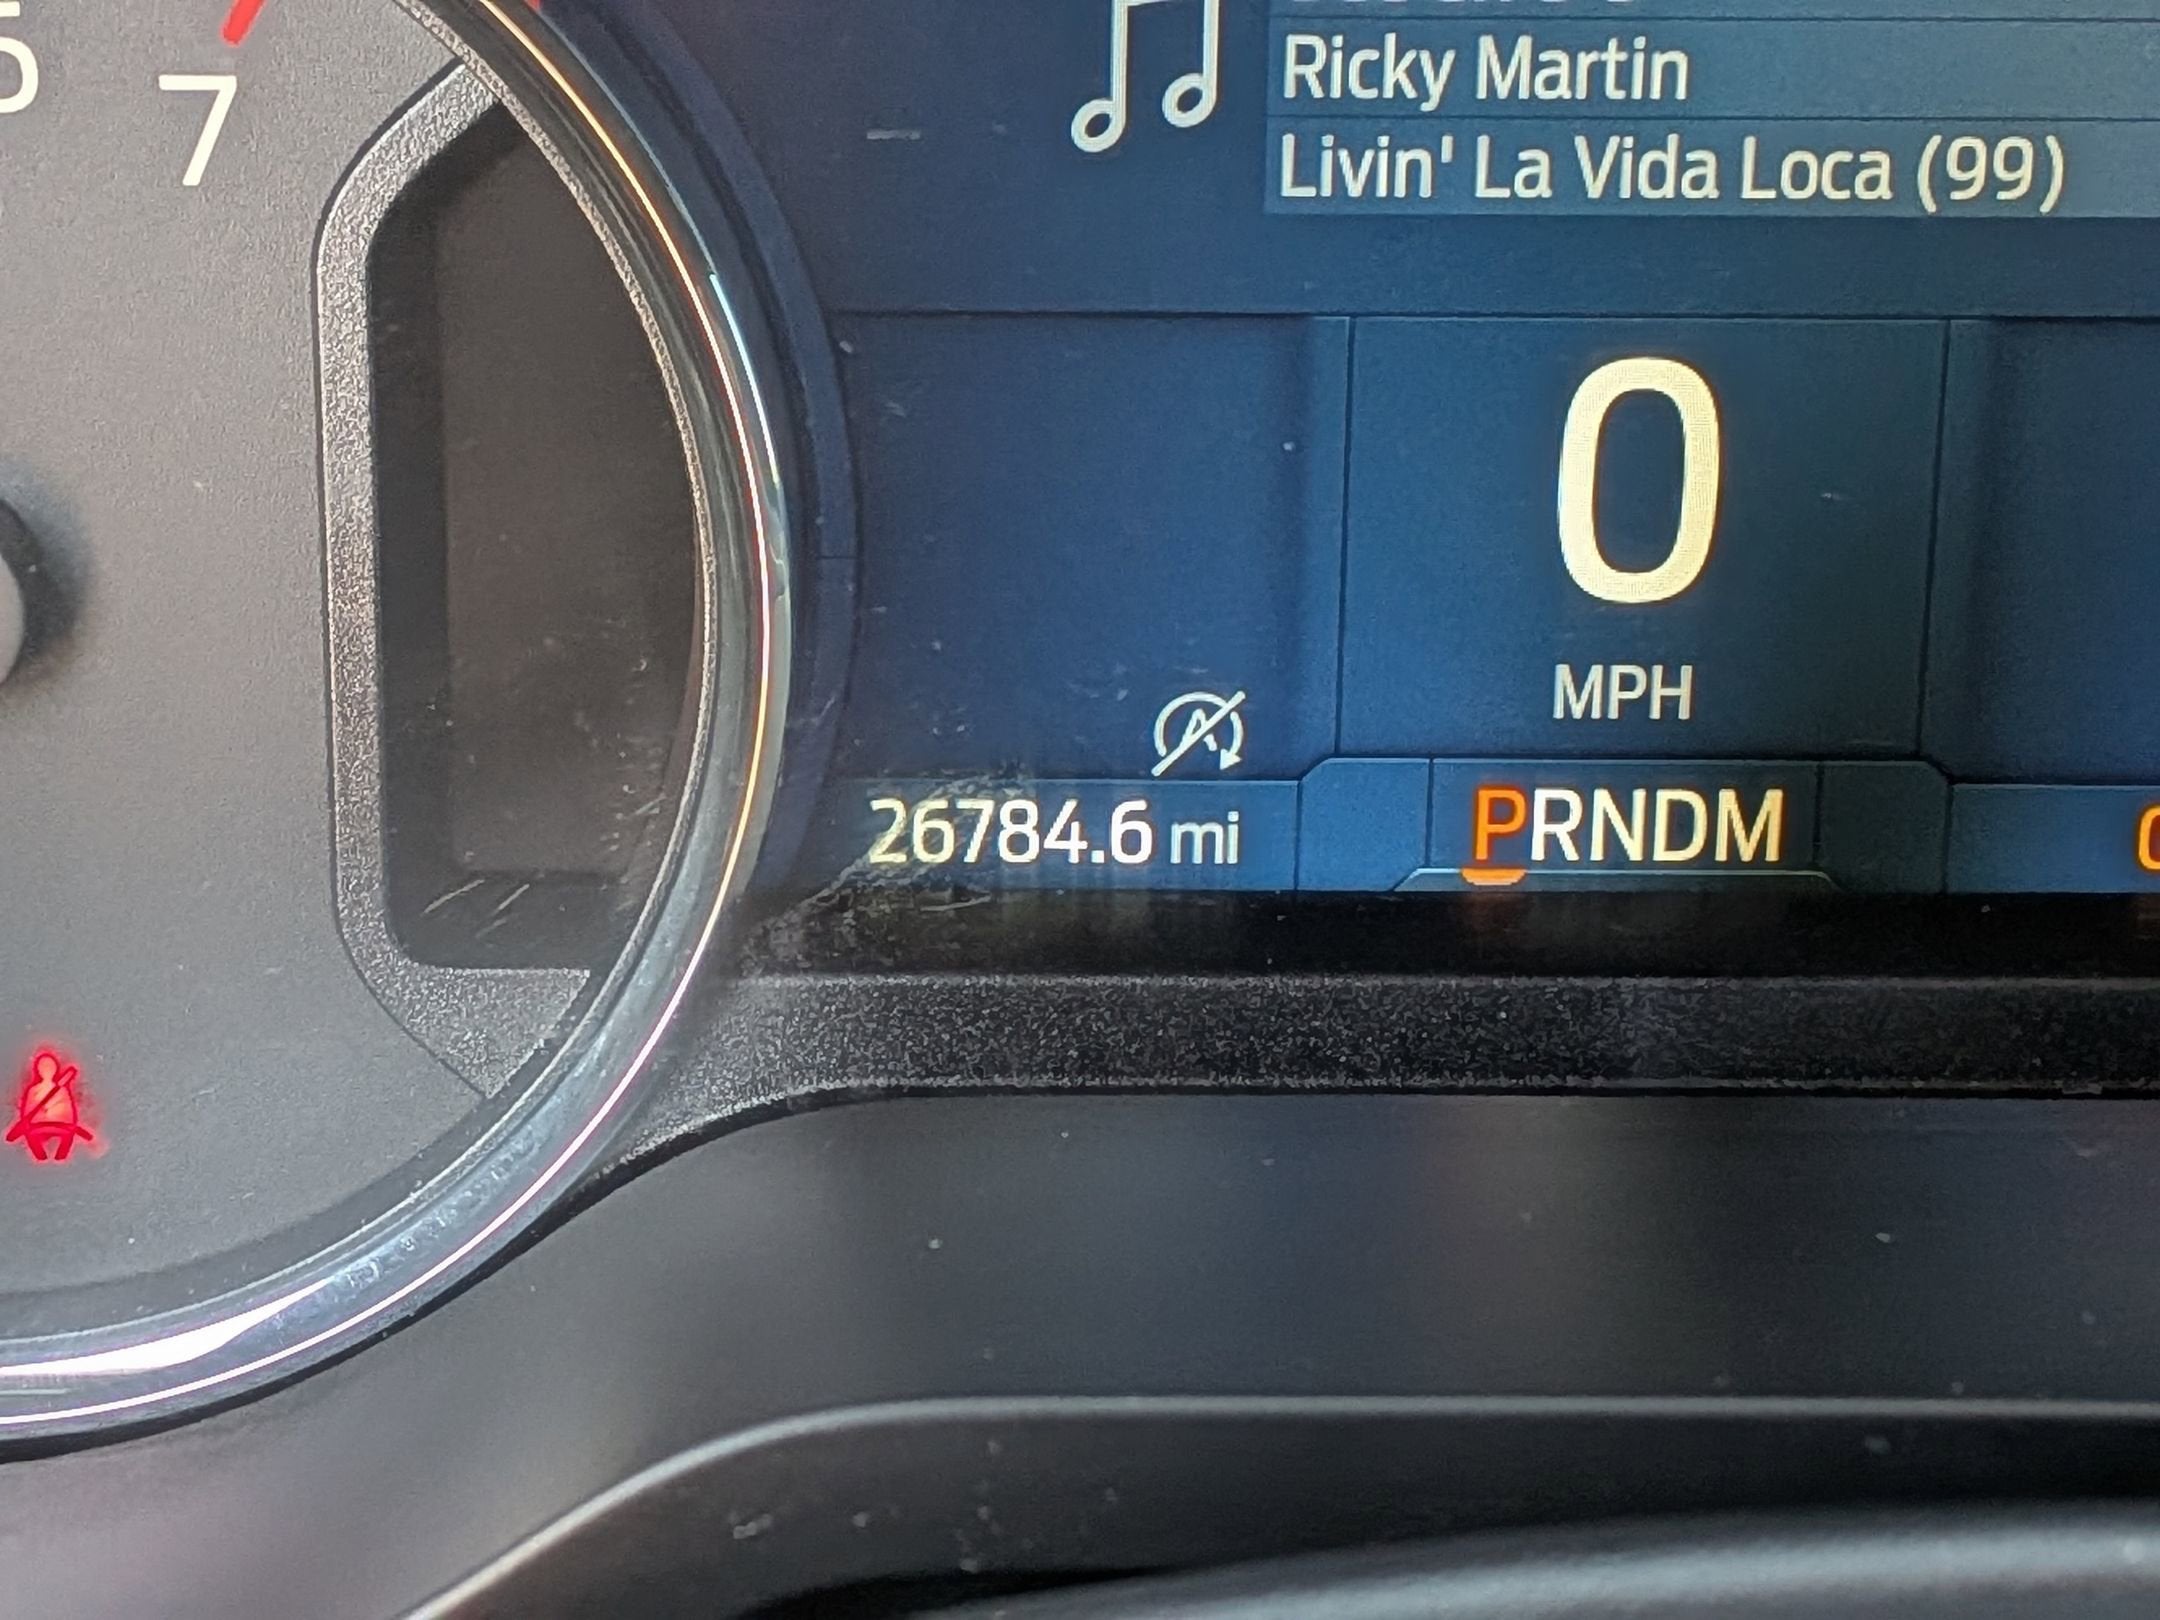 7
Ricky Martin
Livin' La Vida Loca (99)
0
MPH
26784.6 mi
PRNDM